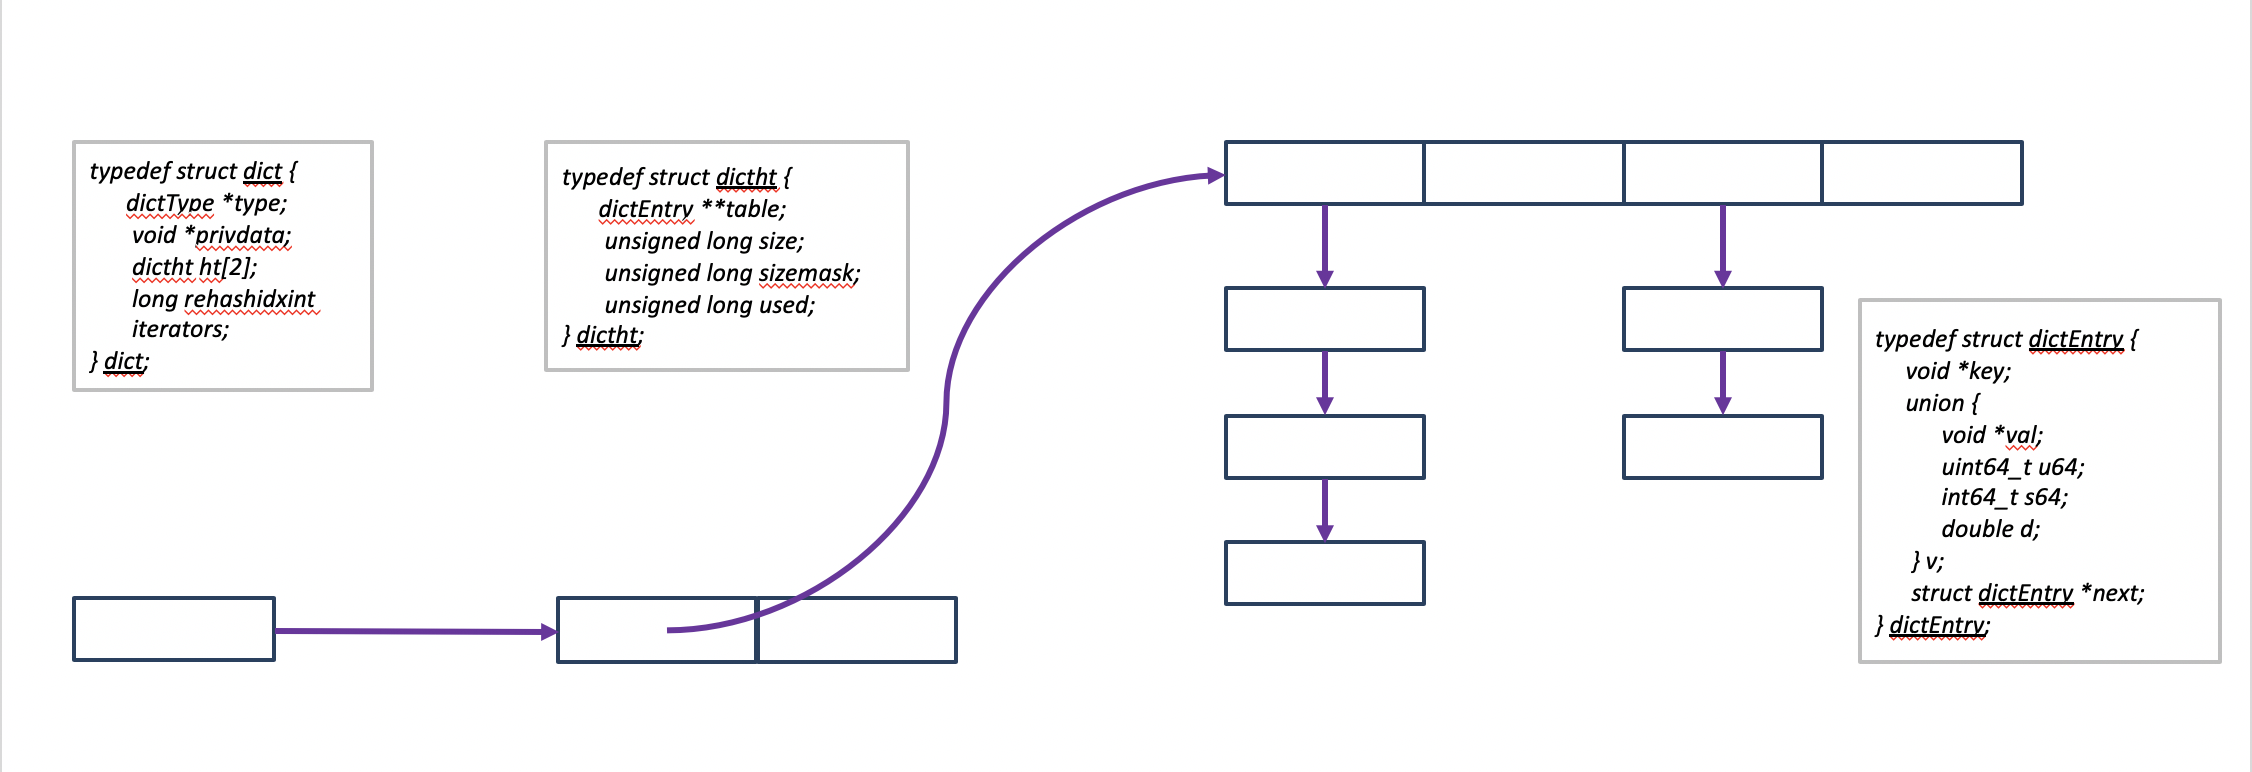 typedef struct dict {
dictType *type;
void *privdata;
dictht ht[2];
long rehashidxint
iterators;
} dict;
typedef struct dictht {
dictEntry **table;
unsigned long size;
unsigned long sizemask;
unsigned long used;
} dictht;
typedef struct dictEntry {
void *key;
union {
void *val;
uint64_t u64;
int64_t s64;
double d;
} v;
struct dictEntry *next;
} dictEntry;